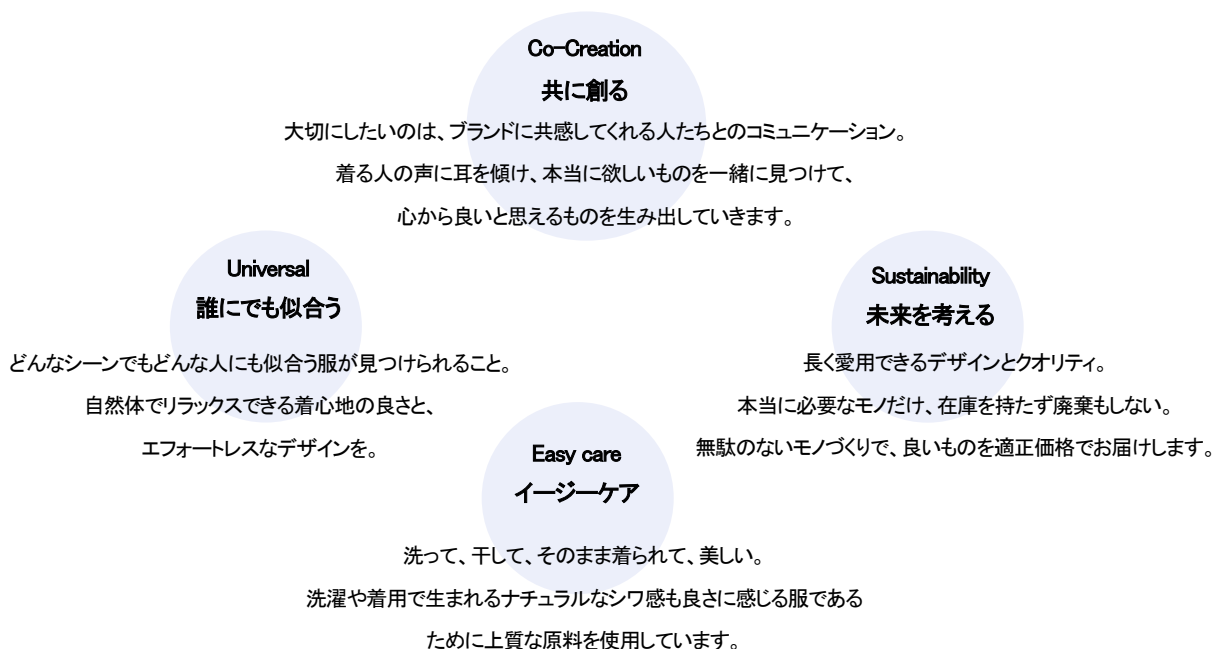 Co-Creation
共に創る
大切にしたいのは、ブランドに共感してくれる人たちとのコミュニケーション。
着る人の声に耳を傾け、本当に欲しいものを一緒に見つけて、
心から良いと思えるものを生み出していきます。
Universal
誰にでも似合う
どんなシーンでもどんな人にも似合う服が見つけられること。
自然体でリラックスできる着心地の良さと、
エフォートレスなデザインを。
Sustainability
未来を考える
長く愛用できるデザインとクオリティ。
本当に必要なモノだけ、在庫を持たず廃棄もしない。
無駄のないモノづくりで、良いものを適正価格でお届けします。
Easy care
イージーケア
洗って、干して、そのまま着られて、美しい。
洗濯や着用で生まれるナチュラルなシワ感も良さに感じる服である
ために上質な原料を使用しています。